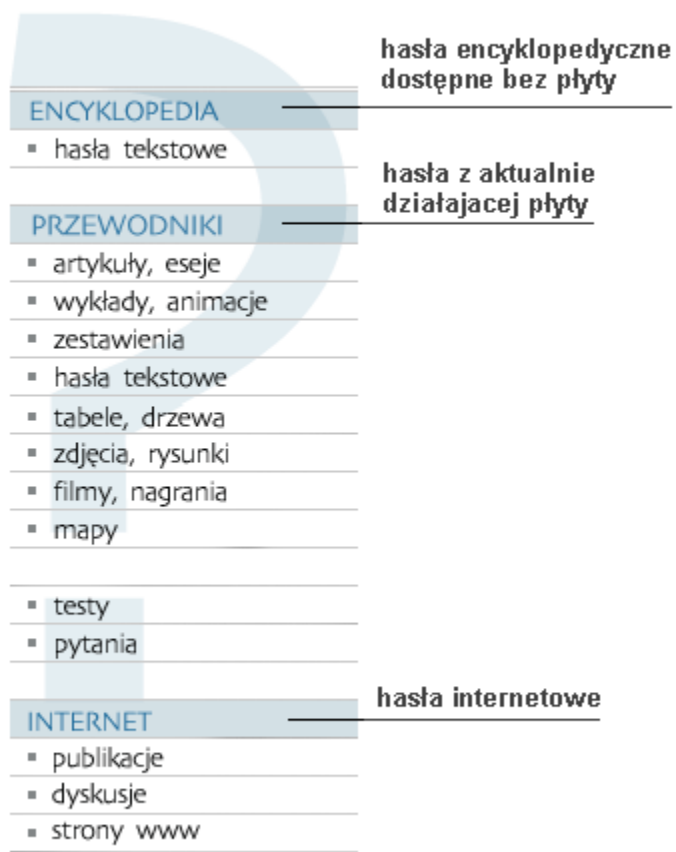 hasła encyklopedyczne
dostępne bez płyty
ENCYKLOPEDIA
hasła tekstowe
hasła z aktualnie
działajacej płyty
PRZEWODNIKI
artykuły, eseje
wykłady, animacje
zestawienia
hasła tekstowe
tabele, drzewa
zdjęcia, rysunki
filmy, nagrania
mapy
testy
pytania
hasła internetowe
INTERNET
publikacje
dyskusje
strony www